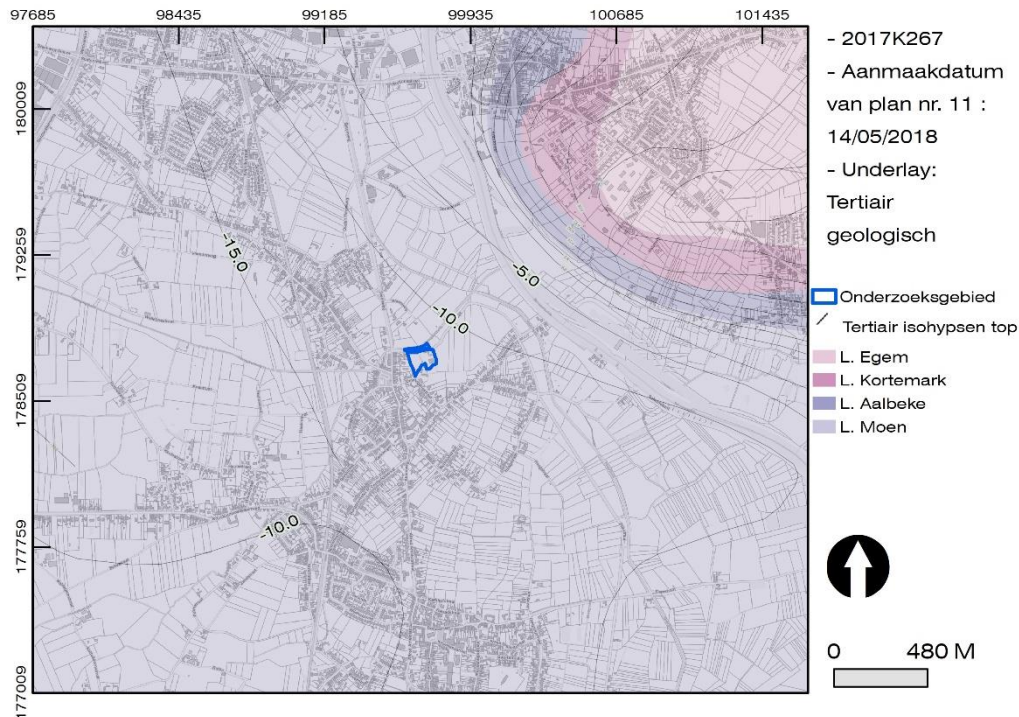 97685 98435 99185 99935 100685 101435
180009
179259
178509
177759
177009
-15.0
-5.0
-10.0
-10.0
- 2017K267
- Aanmaakdatum
van plan nr. 11 :
14/05/2018
- Underlay:
Tertiair
geologisch
Onderzoeksgebied
Tertiair isohypsen top
L. Egem
L. Kortemark
L. Aalbeke
L. Moen
0 480 M